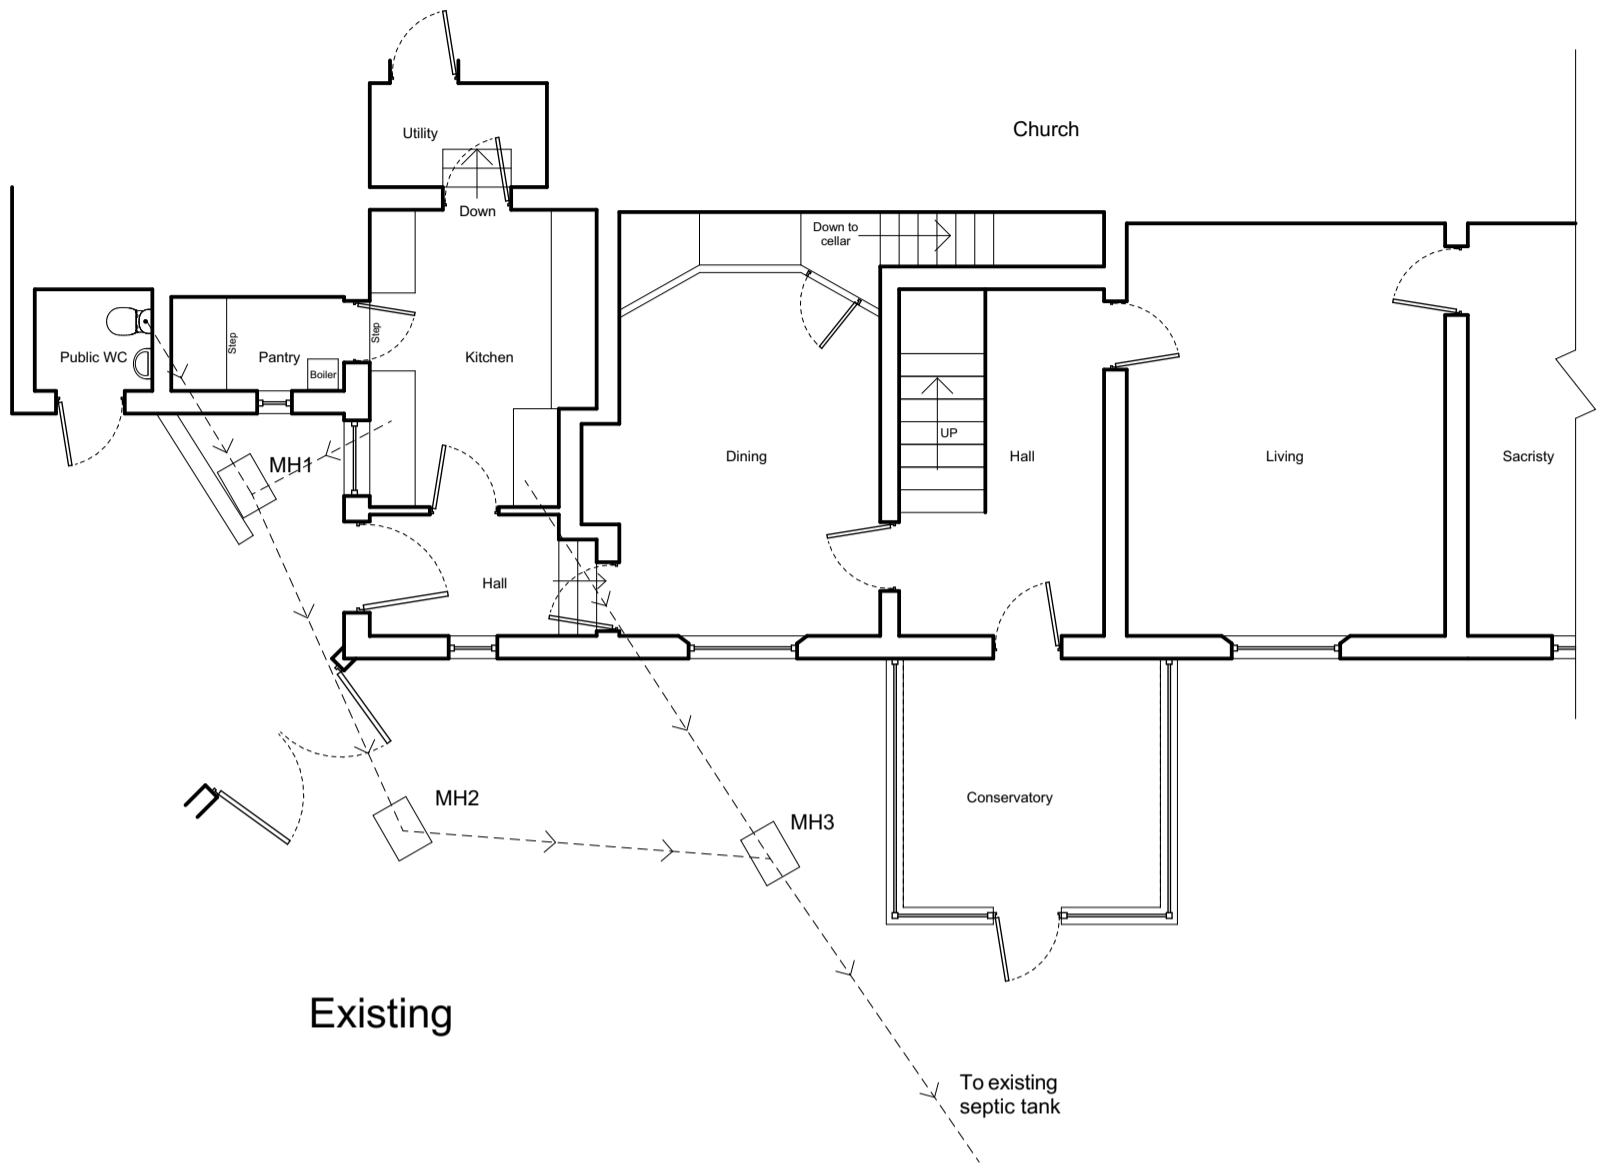 Church
Utility
Down
Down to
cellar
Step
Step
Public WC
Pantry
Boiler
Kitchen
UP
MH1
Dining
Hall
Living
Sacristy
Hall
MH2
Conservatory
MH3
Existing
To existing
septic tank